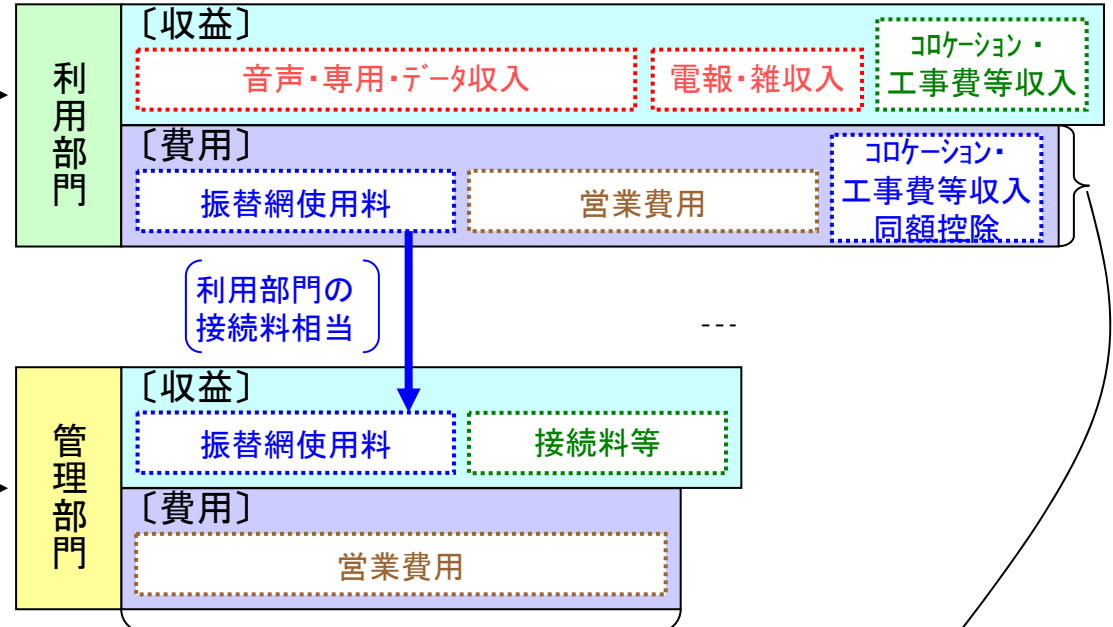 利用部門
〔収益〕
音声・専用・ﾃﾞｰﾀ収入
電報・雑収入
ｺﾛｹｰｼｮﾝ・
工事費等収入
〔費用〕
振替網使用料
営業費用
ｺﾛｹｰｼｮﾝ・
工事費等収入
同額控除
利用部門の
接続料相当
---
管理部門
〔収益〕
振替網使用料
接続料等
〔費用〕
営業費用